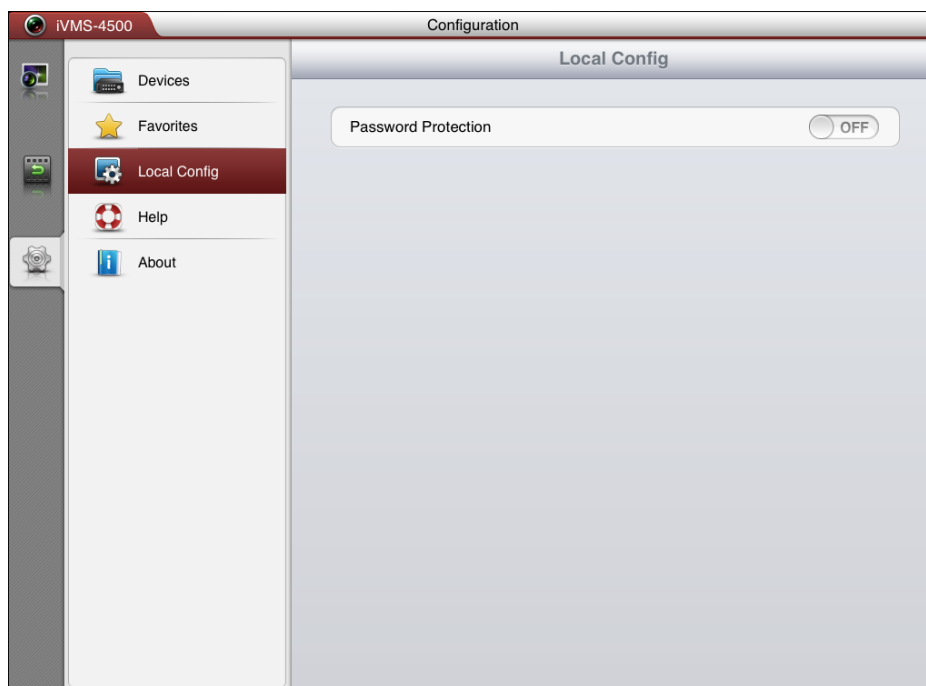 iVMS-4500
Configuration
Devices
Favorites
Local Config
Help
About
Local Config
Password Protection
OFF